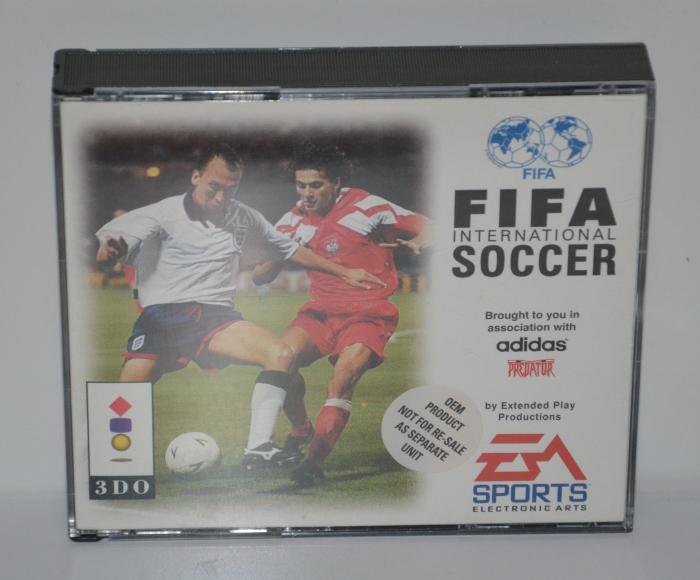 FIFA
FIFA
INTERNATIONAL
SOCCER
Brought to you in
association with
adidas
PREDATOR
by Extended Play
Productions
EA
SPORTS™
ELECTRONIC ARTS
OEM
PRODUCT
NOT FOR RE-SALE
AS SEPARATE
UNIT
3DO